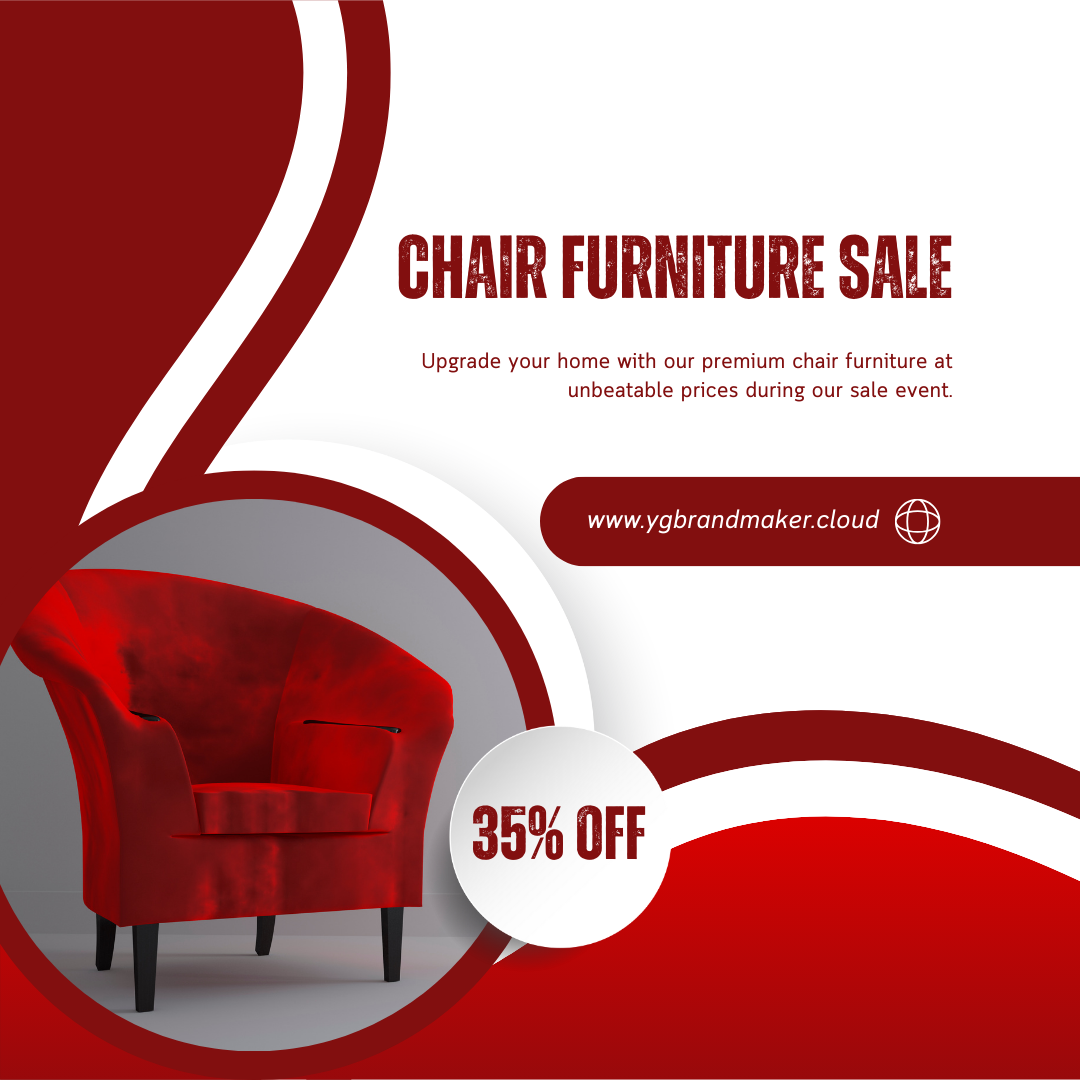 CHAIR FURNITURE SALE
Upgrade your home with our premium chair furniture at
unbeatable prices during our sale event.
www.ygbrandmaker.cloud
35% OFF